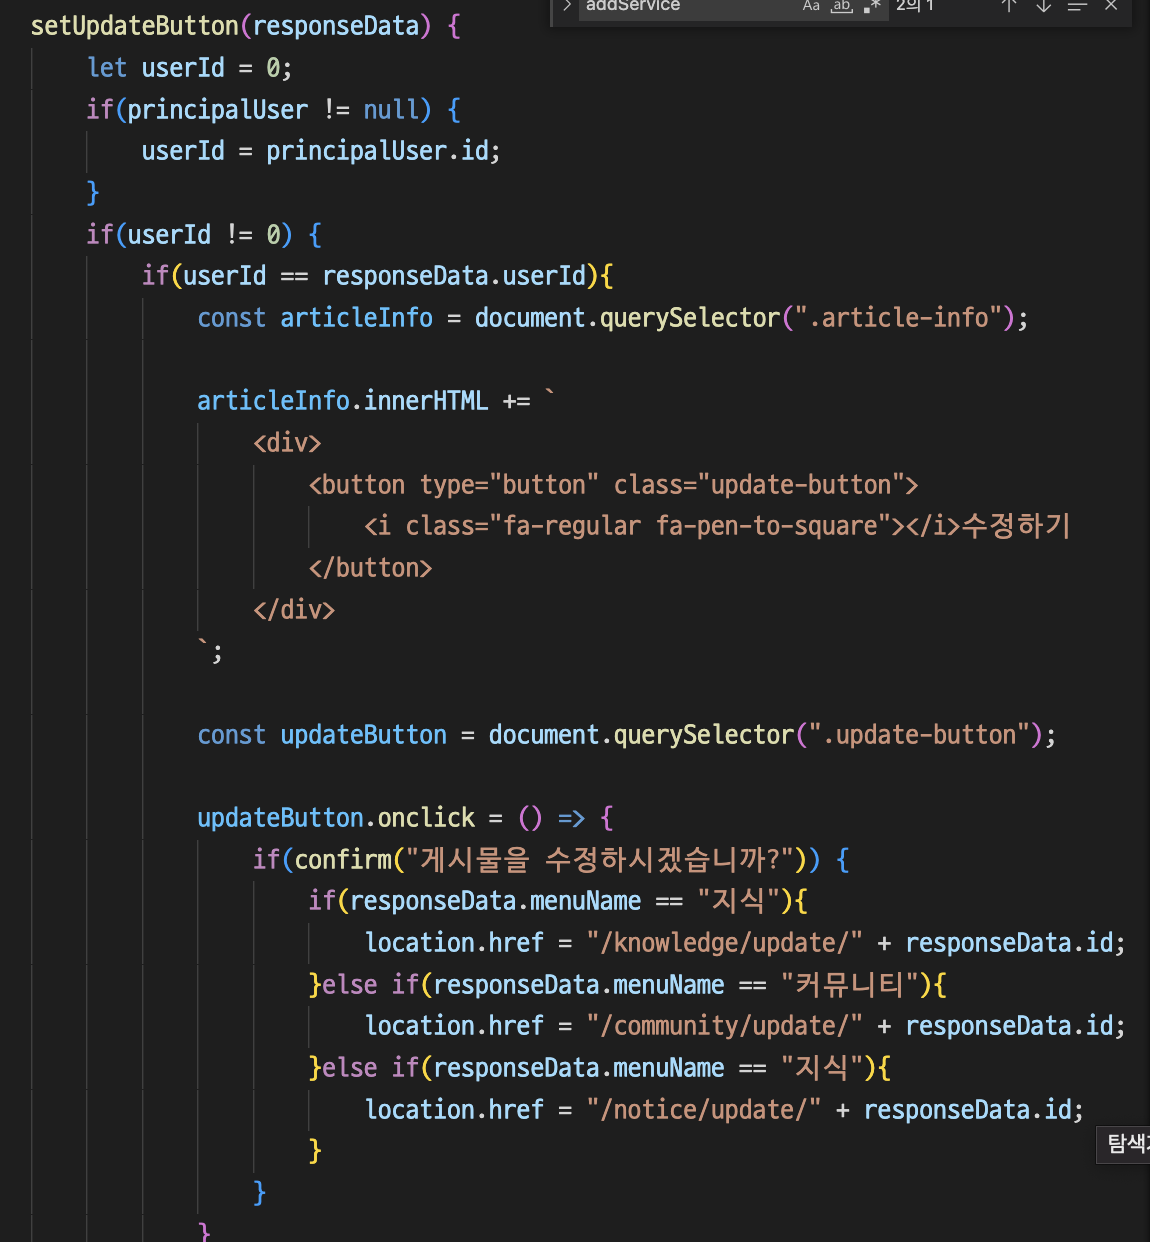 addService Aa ab 2의 1
setUpdateButton(responseData) {
let userId = 0;
if(principalUser != null) {
userId = principalUser.id;
}
if(userId != 0) {
if(userId == responseData.userId){
const articleInfo = document.querySelector(".article-info");
articleInfo.innerHTML += `
<div>
<button type="button" class="update-button">
<i class="fa-regular fa-pen-to-square"></i>수정하기
</button>
</div>
`;
const updateButton = document.querySelector(".update-button");
updateButton.onclick = () => {
if(confirm("게시물을 수정하시겠습니까?")) {
if(responseData.menuName == "지식"){
location.href = "/knowledge/update/" + responseData.id;
}else if(responseData.menuName == "커뮤니티"){
location.href = "/community/update/" + responseData.id;
}else if(responseData.menuName == "지식"){
location.href = "/notice/update/" + responseData.id;
}
탐색
}
}